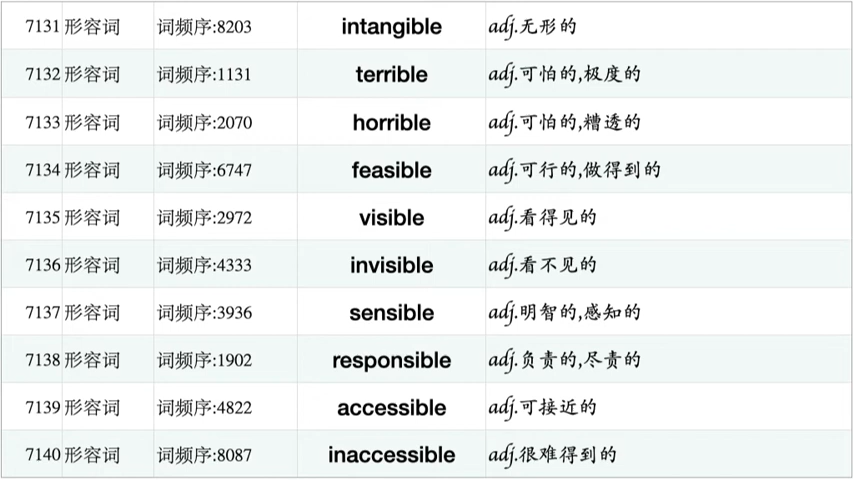 7131 形容词 词频序:8203 intangible adj.无形的
7132 形容词 词频序:1131 terrible adj.可怕的,极度的
7133 形容词 词频序:2070 horrible adj.可怕的,糟透的
7134 形容词 词频序:6747 feasible adj.可行的,做得到的
7135 形容词 词频序:2972 visible adj.看得见的
7136 形容词 词频序:4333 invisible adj.看不见的
7137 形容词 词频序:3936 sensible adj.明智的,感知的
7138 形容词 词频序:1902 responsible adj.负责的,尽责的
7139 形容词 词频序:4822 accessible adj.可接近的
7140 形容词 词频序:8087 inaccessible adj.很难得到的